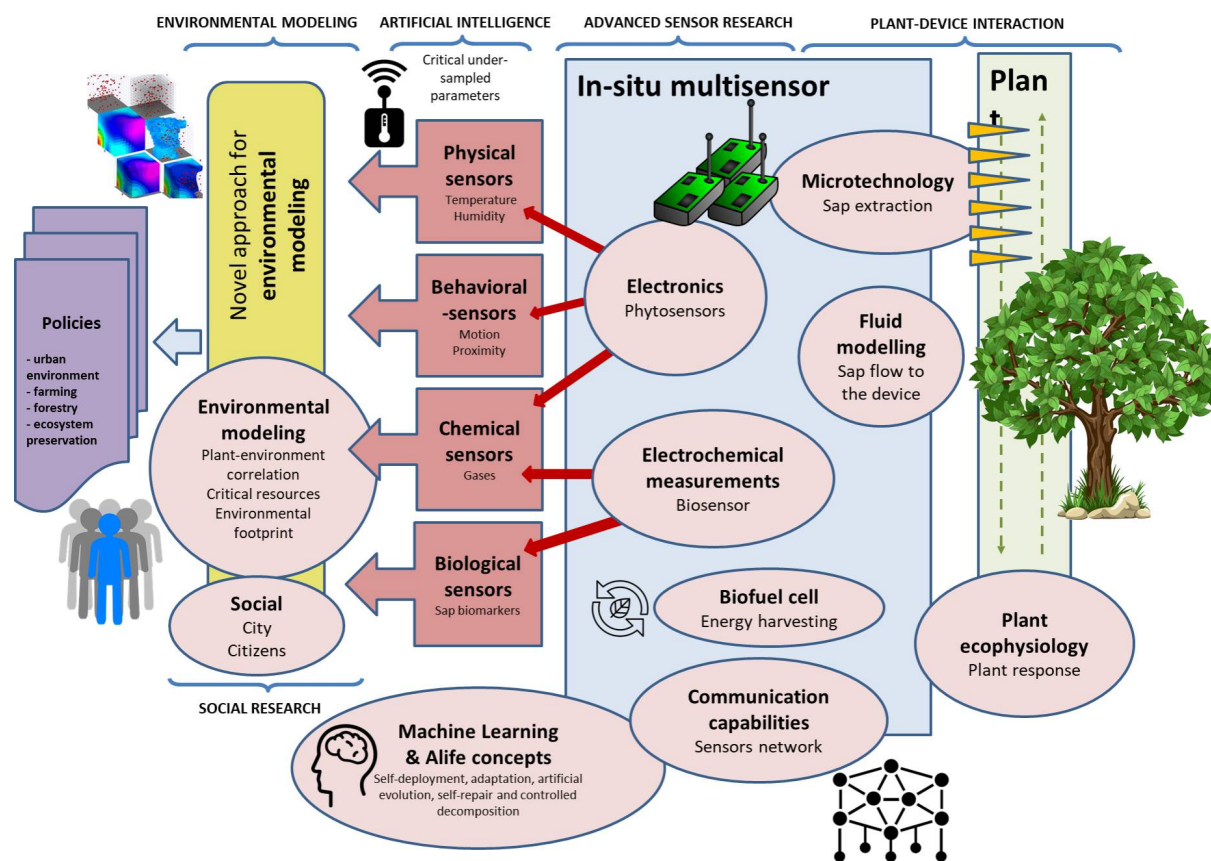 ENVIRONMENTAL MODELING
ARTIFICIAL INTELLIGENCE
ADVANCED SENSOR RESEARCH
PLANT-DEVICE INTERACTION
Critical under-
sampled
parameters
In-situ multisensor
Plan
t
Novel approach for
environmental
modeling
Physical
sensors
Temperature
Humidity
Microtechnology
Sap extraction
Behavioral
-sensors
Motion
Proximity
Electronics
Phytosensors
Fluid
modelling
Sap flow to
the device
Policies
- urban
environment
- farming
- forestry
- ecosystem
preservation
Environmental
modeling
Plant-environment
correlation
Critical resources
Environmental
footprint
Chemical
sensors
Gases
Electrochemical
measurements
Biosensor
Biological
sensors
Sap biomarkers
Biofuel cell
Energy harvesting
Social
City
Citizens
Plant
ecophysiology
Plant response
SOCIAL RESEARCH
Communication
capabilities
Sensors network
Machine Learning
& Alife concepts
Self-deployment, adaptation, artificial
evolution, self-repair and controlled
decomposition